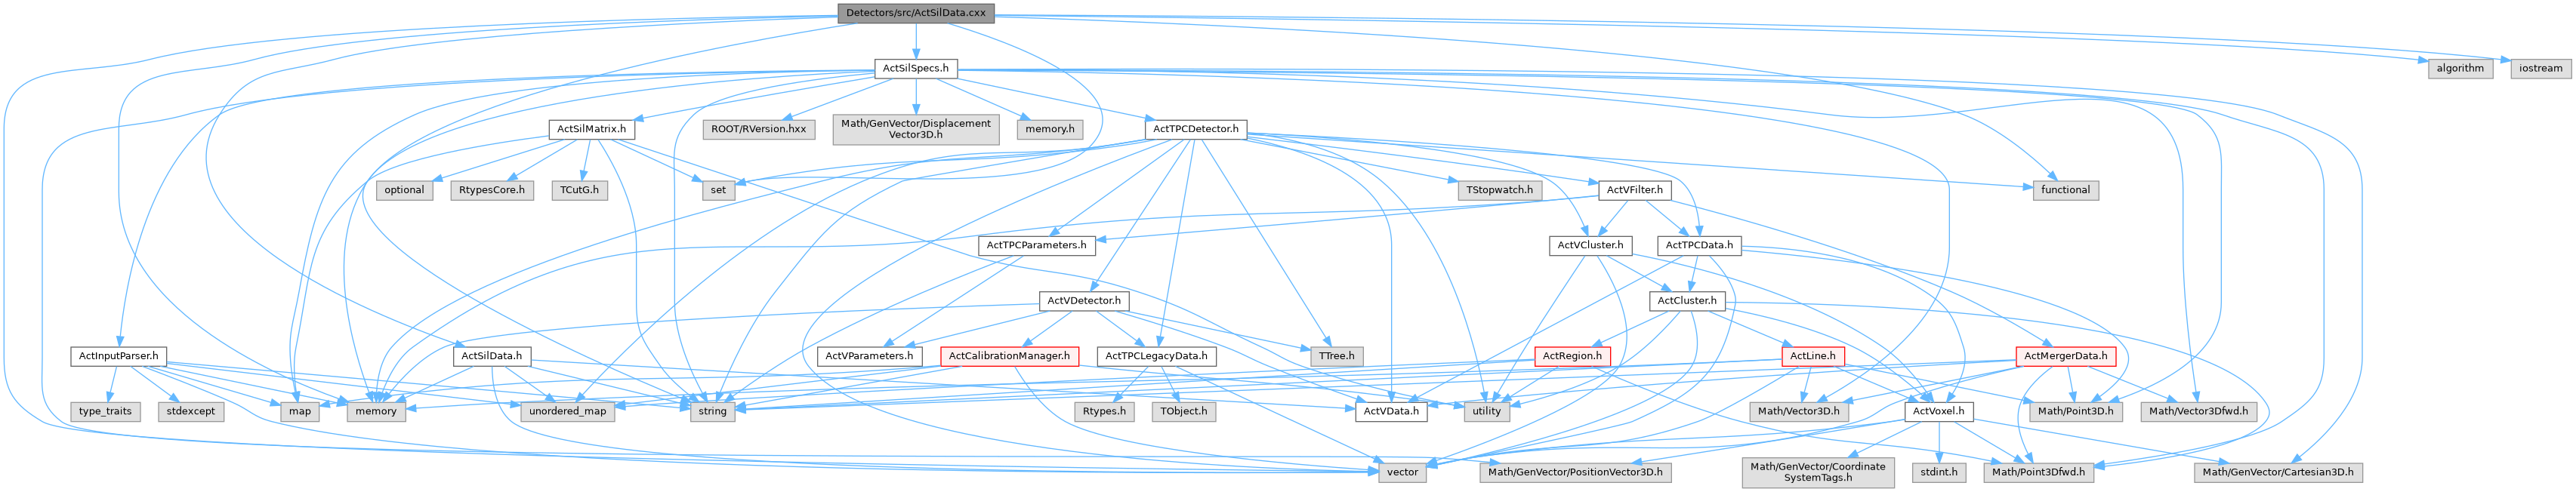 Detectors/src/ActSilData.cxx
ActSilSpecs.h
algorithm
iostream
ActSilMatrix.h
ROOT/RVersion.hxx
Math/GenVector/Displacement
Vector3D.h
memory.h
ActTPCDetector.h
optional
RtypesCore.h
TCutG.h
set
TStopwatch.h
ActVFilter.h
functional
ActTPCParameters.h
ActVCluster.h
ActTPCData.h
ActVDetector.h
ActCluster.h
ActInputParser.h
ActSilData.h
ActVParameters.h
ActCalibrationManager.h
ActTPCLegacyData.h
TTree.h
ActRegion.h
ActLine.h
ActMergerData.h
type_traits
stdexcept
map
memory
unordered_map
string
Rtypes.h
TObject.h
ActVData.h
utility
Math/Vector3D.h
ActVoxel.h
Math/Point3D.h
Math/Vector3Dfwd.h
vector
Math/GenVector/PositionVector3D.h
Math/GenVector/Coordinate
SystemTags.h
stdint.h
Math/Point3Dfwd.h
Math/GenVector/Cartesian3D.h